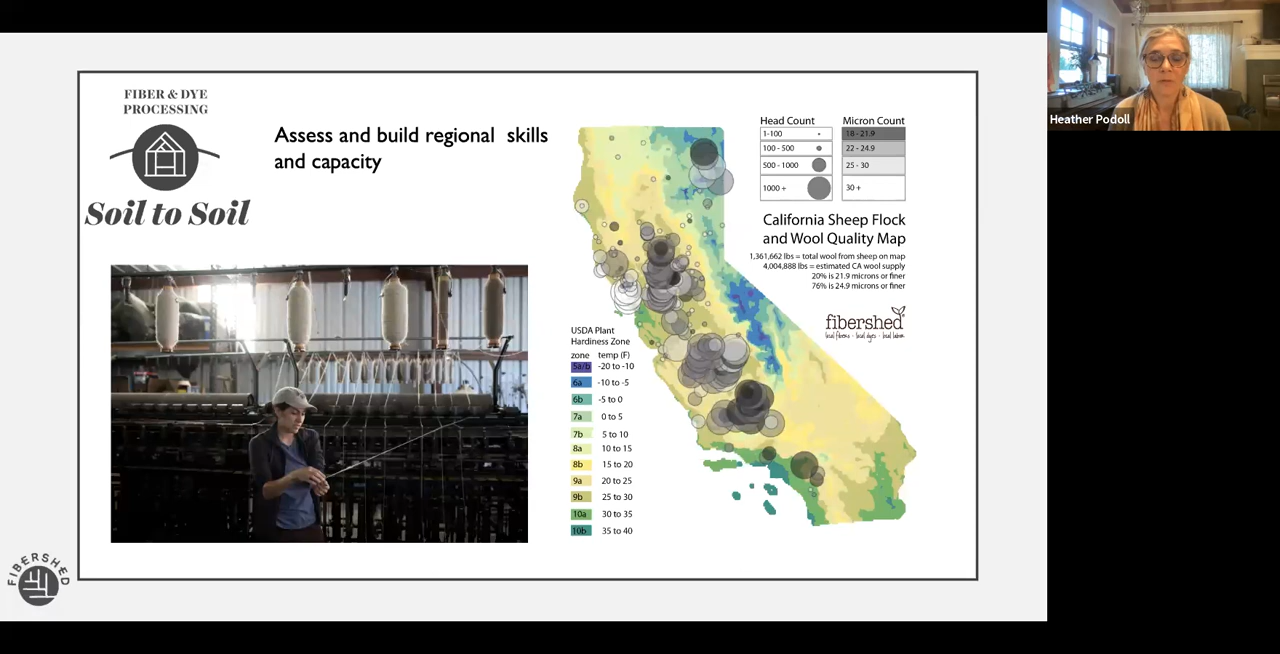 FIBER & DYE
PROCESSING
Soil to Soil
Assess and build regional  skills
and capacity
Head Count
1-100
100 - 500
500 - 1000
1000 +
Micron Count
18 - 21.9
22 - 24.9
25 - 30
30 +
California Sheep Flock
and Wool Quality Map
1,361,662 lbs = total wool from sheep on map
4,004,888 lbs = estimated CA wool supply
20% is 21.9 microns or finer
76% is 24.9 microns or finer
fibershed
local fibers · local dyes · local labor
USDA Plant
Hardiness Zone
zone temp (F)
5a/b -20 to -10
6a -10 to -5
6b -5 to 0
7a 0 to 5
7b 5 to 10
8a 10 to 15
8b 15 to 20
9a 20 to 25
9b 25 to 30
10a 30 to 35
10b 35 to 40
FIBERSHED
Heather Podoll